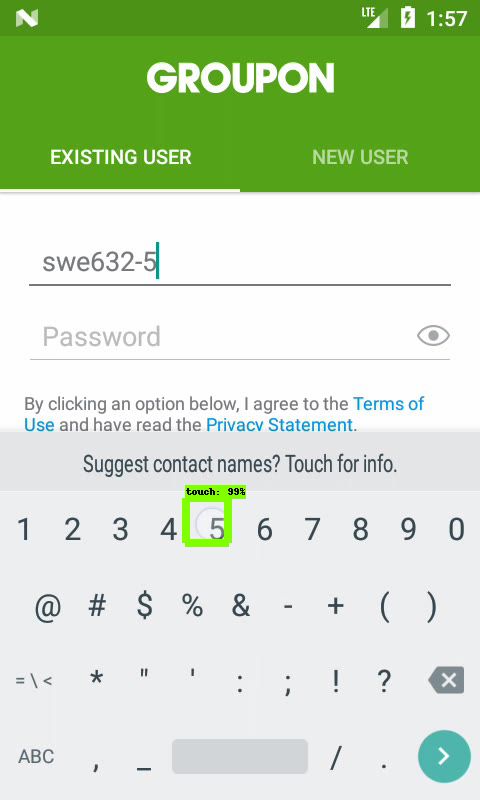 LTE 1:57
GROUPON
EXISTING USER NEW USER
swe632-5
Password
By clicking an option below, I agree to the Terms of
Use and have read the Privacy Statement.
Suggest contact names? Touch for info.
touch: 99%
1 2 3 4 5 6 7 8 9 0
@ # $ % & - + ( )
= \ < * " ' : ; ! ?
ABC , _ / .